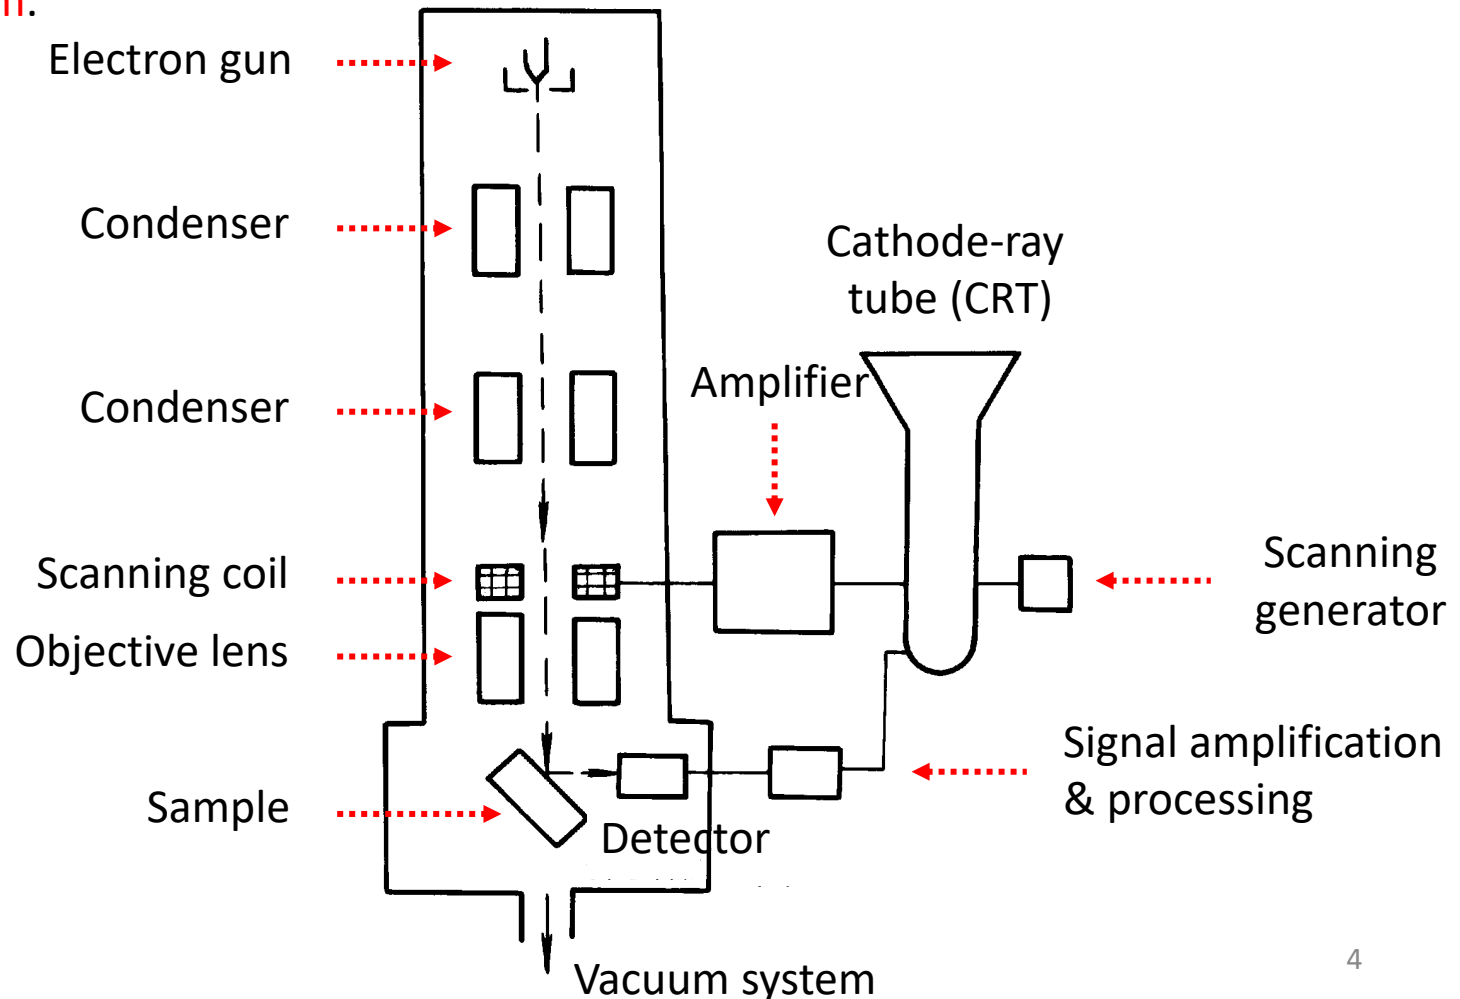 n.
Electron gun
Condenser
Cathode-ray
tube (CRT)
Amplifier
Condenser
Scanning coil
Scanning
generator
Objective lens
Signal amplification
& processing
Sample
Detector
Vacuum system
4